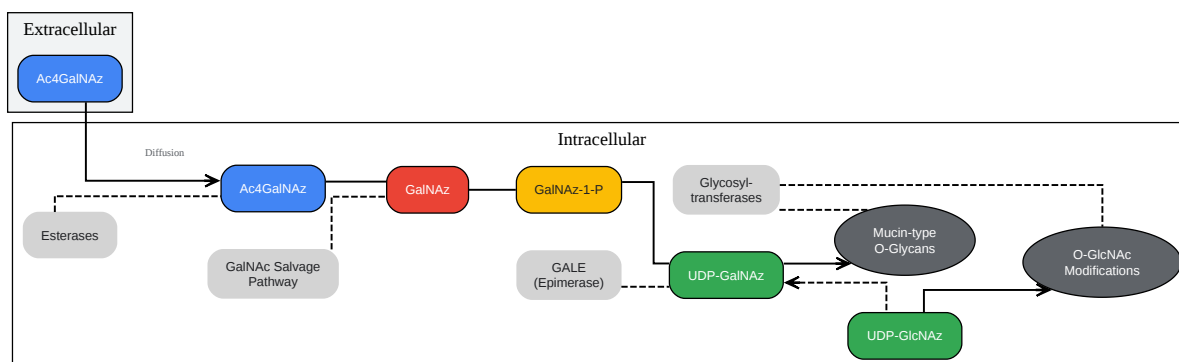 Extracellular
Ac4GalNAz
Intracellular
Diffusion
Ac4GalNAz
GalNAz
GalNAz-1-P
Glycosyl-
transferases
Esterases
Mucin-type
O-Glycans
GalNAc Salvage
Pathway
GALE
(Epimerase)
UDP-GalNAz
O-GlcNAc
Modifications
UDP-GlcNAz